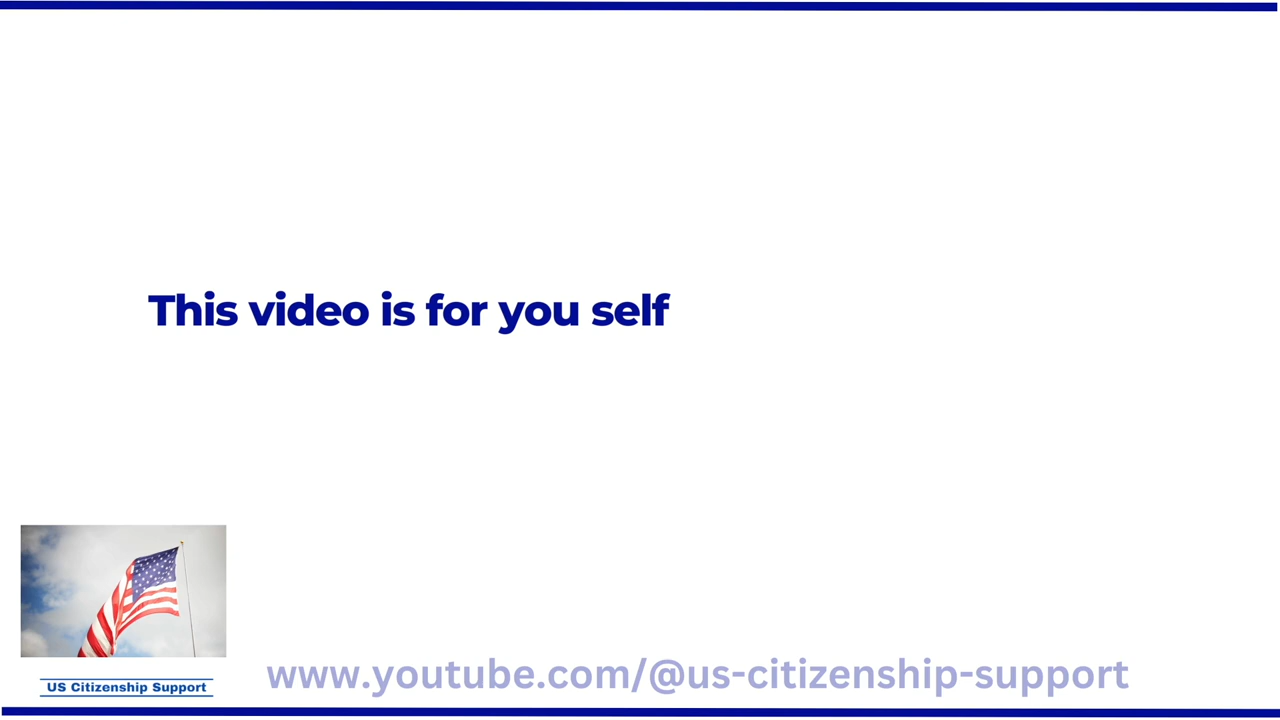 This video is for you self
US Citizenship Support
www.youtube.com/@us-citizenship-support